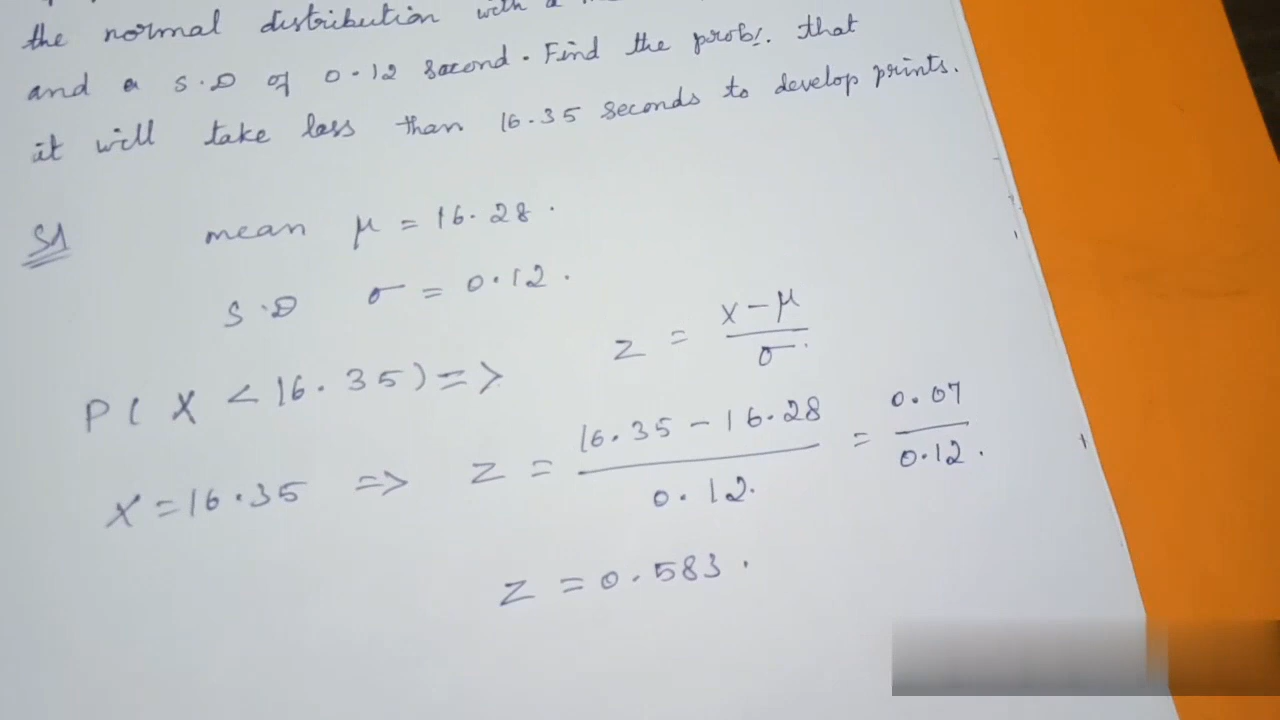 the normal distribution with a
and a S.D of 0.12 second. Find the prob/. that
it will take less than 16.35 seconds to develop prints.
Sol
mean μ = 16.28.
S.D σ = 0.12.
P( X < 16.35) => z = x-μ / σ.
X = 16.35 => z = 16.35 - 16.28 / 0.12. = 0.07 / 0.12.
z = 0.583.